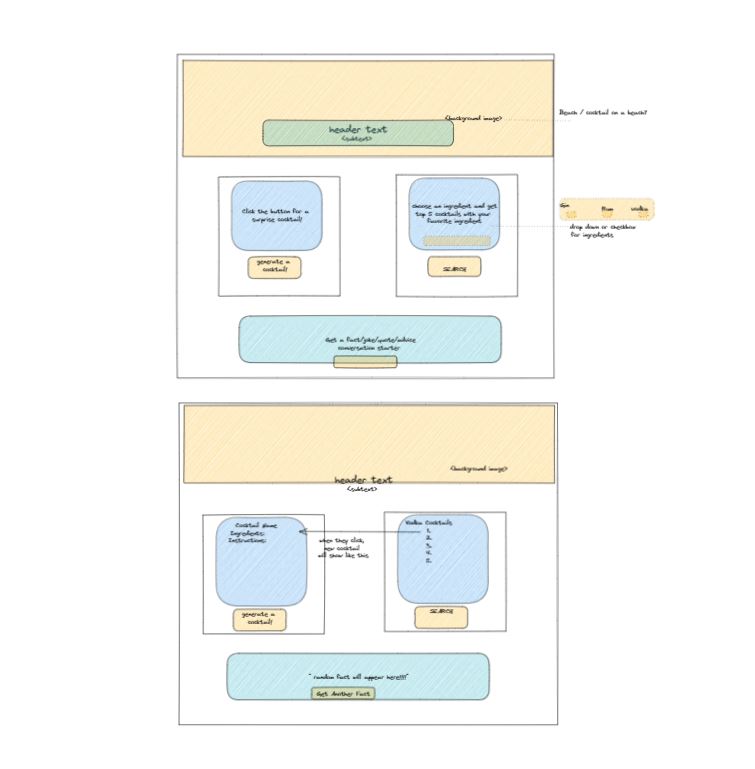 <background image>
Beach / cocktail on a beach?
header text
<subtext>
Click the button for a
surprise cocktail!
choose an ingredient and get
top 5 cocktails with your
favorite ingredient
Gin
Rum
vodka
drop down or checkbox
for ingredients
generate a
cocktail!
SEARCH
Get a fact/joke/quote/advice
conversation starter
<background image>
header text
<subtext>
Cocktail Name
Ingredients:
Instructions:
when they click,
new cocktail
will show like this
Vodka Cocktails
1.
2.
3.
4.
5.
generate a
cocktail!
SEARCH
" random fact will appear here!!!!"
Get Another Fact